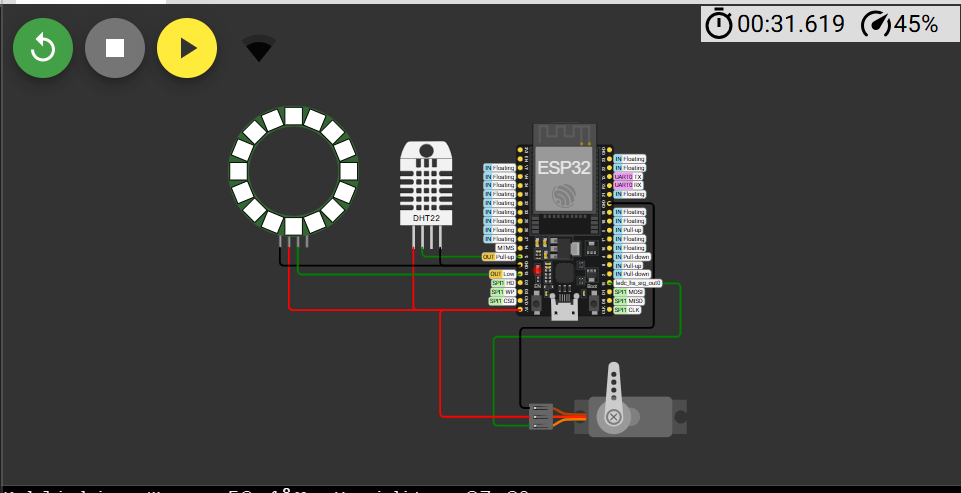 00:31.619 45%
ESP32
DHT22
IN Floating
IN Floating
IN Floating
IN Floating
IN Floating
IN Floating
IN Floating
IN Floating
IN Floating
MTMS
OUT Pull-up
OUT Low
SPI1 HD
SPI1 WP
SPI1 CS0
EN
Boot
IN Floating
IN Floating
UART0 TX
UART0 RX
IN Floating
IN Floating
IN Floating
IN Pull-up
IN Floating
IN Floating
IN Pull-down
IN Pull-up
IN Pull-down
ledc_hs_sig_out0
SPI1 MOSI
SPI1 MISO
SPI1 CLK